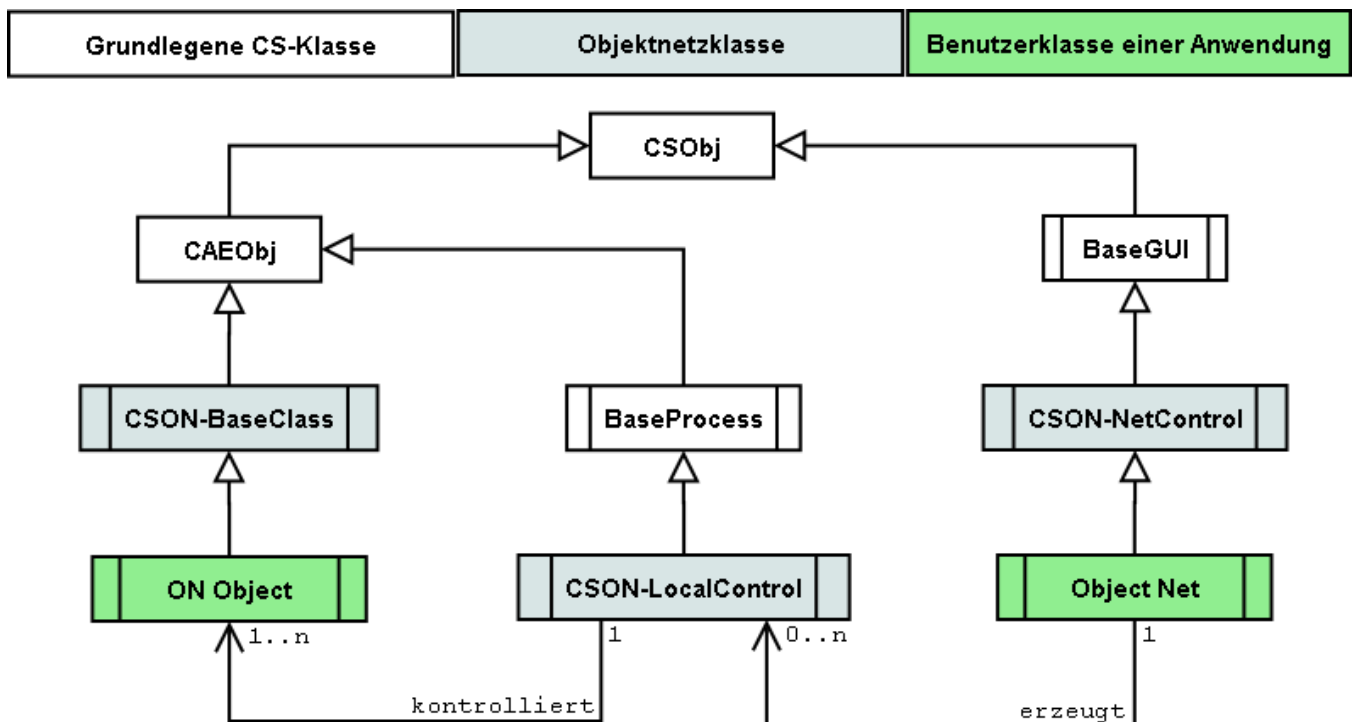 Grundlegene CS-Klasse
Objektnetzklasse
Benutzerklasse einer Anwendung
CSObj
CAEObj
BaseGUI
CSON-BaseClass
BaseProcess
CSON-NetControl
ON Object
CSON-LocalControl
Object Net
1..n
1
0..n
1
kontrolliert
erzeugt